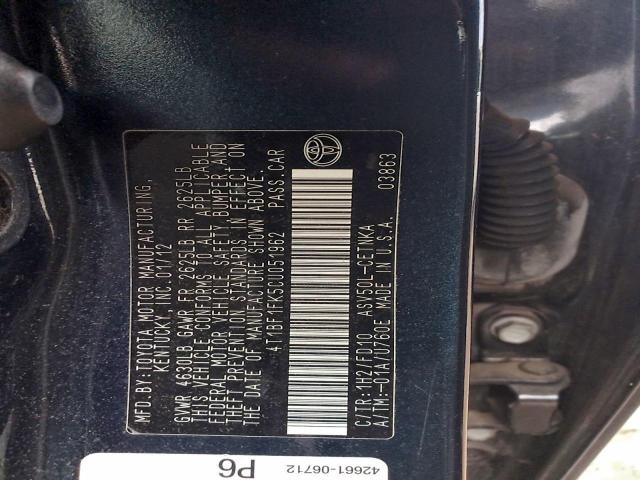 MFD. BY: TOYOTA MOTOR MANUFACTURING,
KENTUCKY, INC. 01/12
GVWR 4630LB GAWR FR 2625LB RR 2625LB
THIS VEHICLE CONFORMS TO ALL APPLICABLE
FEDERAL MOTOR VEHICLE SAFETY, BUMPER, AND
THEFT PREVENTION STANDARDS IN EFFECT ON
THE DATE OF MANUFACTURE SHOWN ABOVE.
4T1BF1FK5CU051962 PASS.CAR
C/TR: 1H2/FD10 ASV50L-CETNKA
A/TM: -01A/U760E MADE IN U.S.A. 03863
P6
42661-06712